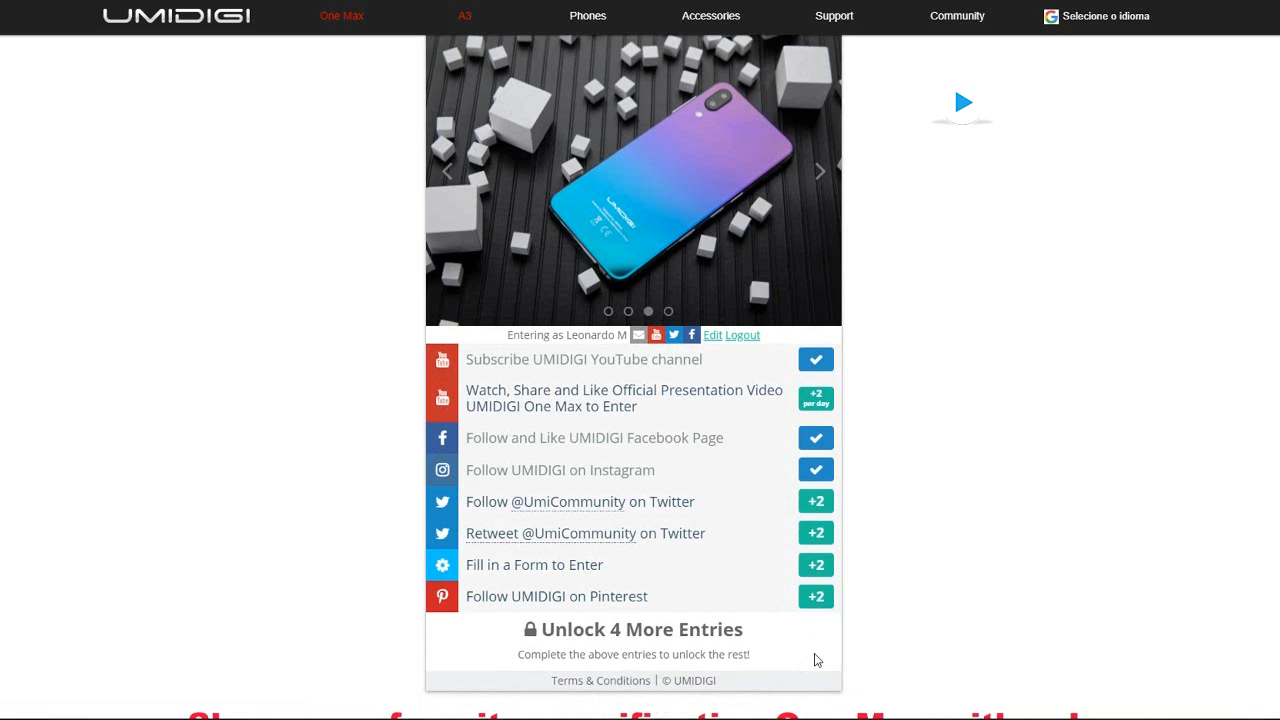 UMIDIGI
One Max
A3
Phones
Accessories
Support
Community
Selecione o idioma
UMIDIGI
Entering as Leonardo M
Edit Logout
Subscribe UMIDIGI YouTube channel
Watch, Share and Like Official Presentation Video
UMIDIGI One Max to Enter
+2
per day
Follow and Like UMIDIGI Facebook Page
Follow UMIDIGI on Instagram
Follow @UmiCommunity on Twitter
+2
Retweet @UmiCommunity on Twitter
+2
Fill in a Form to Enter
+2
Follow UMIDIGI on Pinterest
+2
Unlock 4 More Entries
Complete the above entries to unlock the rest!
Terms & Conditions | © UMIDIGI